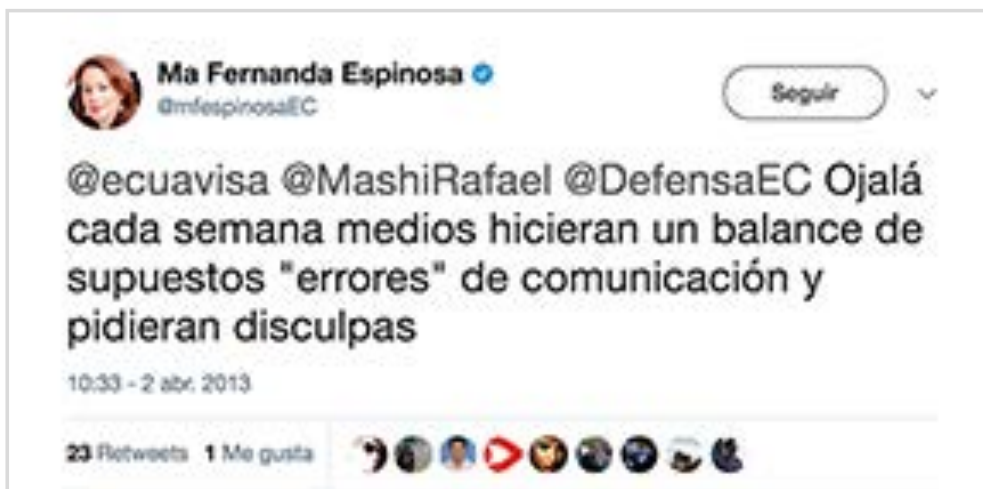 Ma Fernanda Espinosa
@mfespinosaEC
Seguir
@ecuavisa @MashiRafael @DefensaEC Ojalá
cada semana medios hicieran un balance de
supuestos "errores" de comunicación y
pidieran disculpas
10:33 - 2 abr. 2013
23 Retweets 1 Me gusta